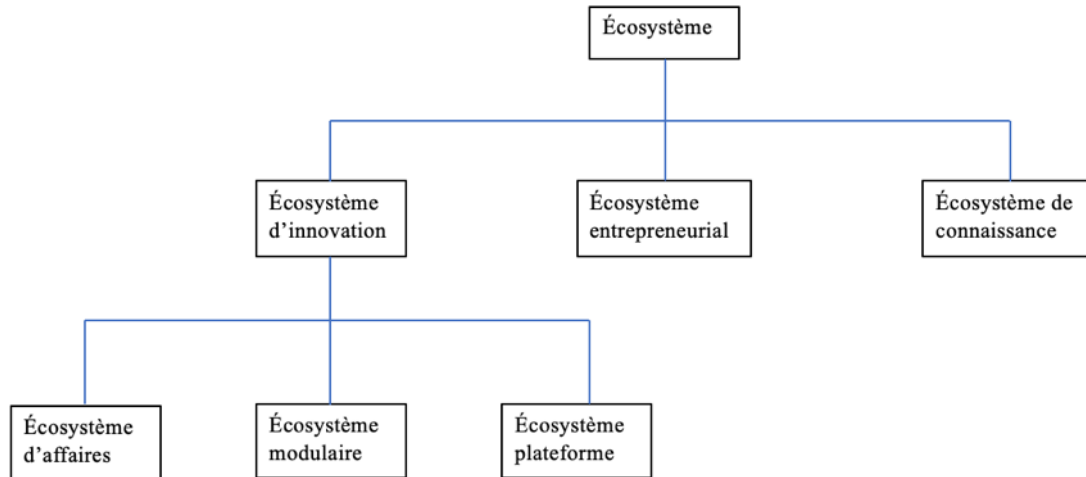 Écosystème
Écosystème
d’innovation
Écosystème
entrepreneurial
Écosystème de
connaissance
Écosystème
d’affaires
Écosystème
modulaire
Écosystème
plateforme